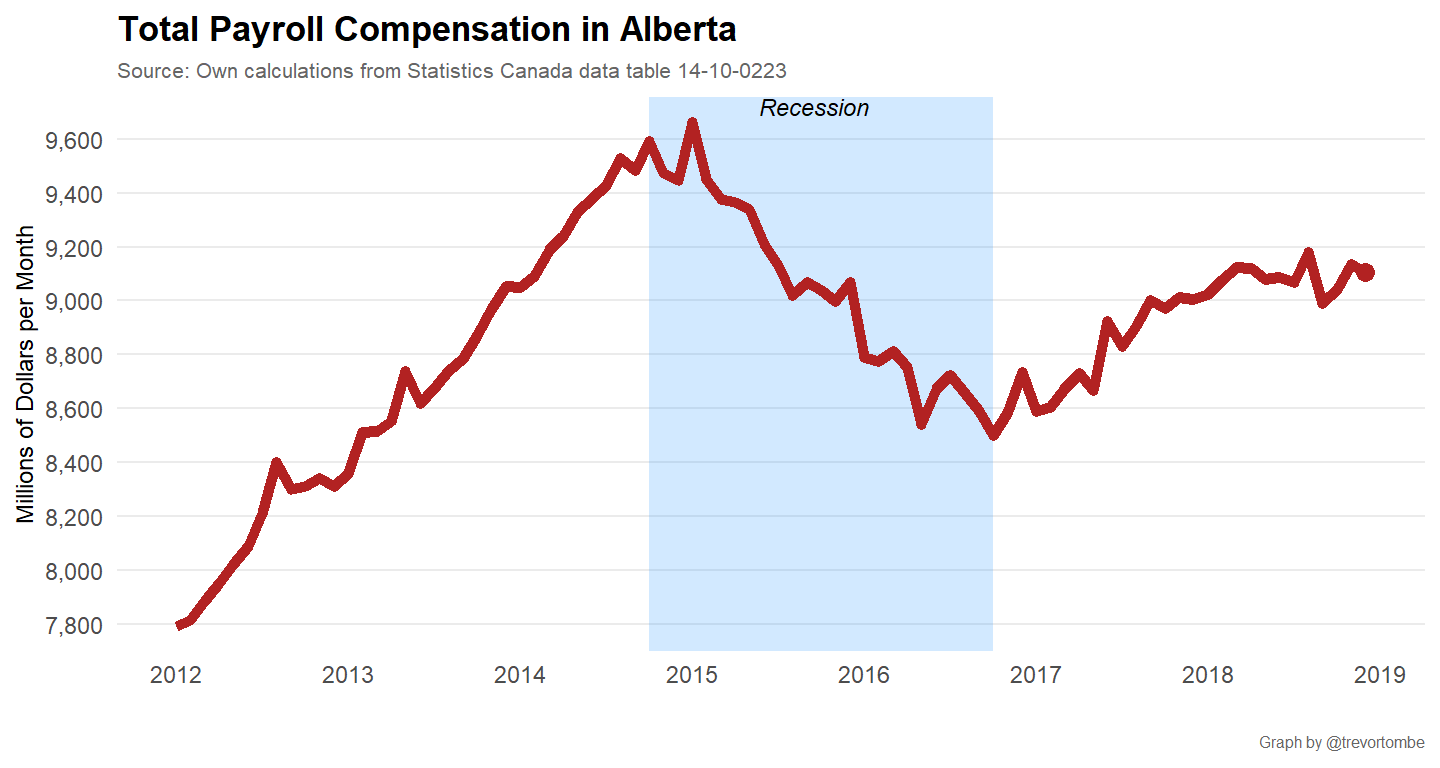 Total Payroll Compensation in Alberta
Source: Own calculations from Statistics Canada data table 14-10-0223
Recession
Millions of Dollars per Month
9,600
9,400
9,200
9,000
8,800
8,600
8,400
8,200
8,000
7,800
2012 2013 2014 2015 2016 2017 2018 2019
Graph by @trevortombe